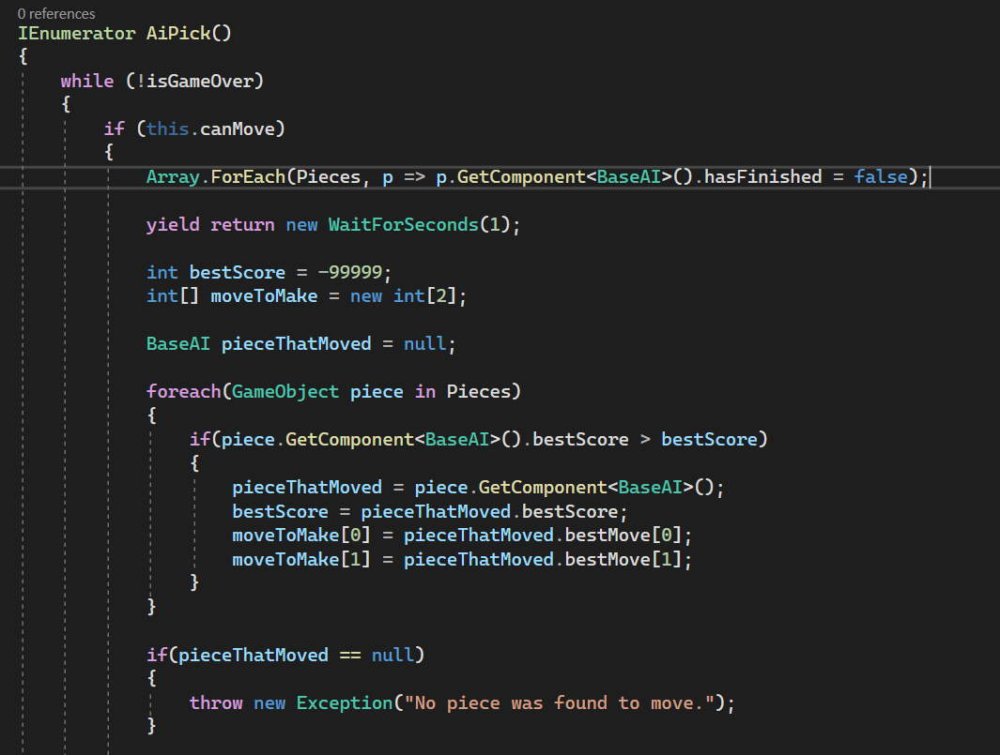 0 references
IEnumerator AiPick()
{
while (!isGameOver)
{
if (this.canMove)
{
Array.ForEach(Pieces, p => p.GetComponent<BaseAI>().hasFinished = false);
yield return new WaitForSeconds(1);
int bestScore = -99999;
int[] moveToMake = new int[2];
BaseAI pieceThatMoved = null;
foreach(GameObject piece in Pieces)
{
if(piece.GetComponent<BaseAI>().bestScore > bestScore)
{
pieceThatMoved = piece.GetComponent<BaseAI>();
bestScore = pieceThatMoved.bestScore;
moveToMake[0] = pieceThatMoved.bestMove[0];
moveToMake[1] = pieceThatMoved.bestMove[1];
}
}
if(pieceThatMoved == null)
{
throw new Exception("No piece was found to move.");
}